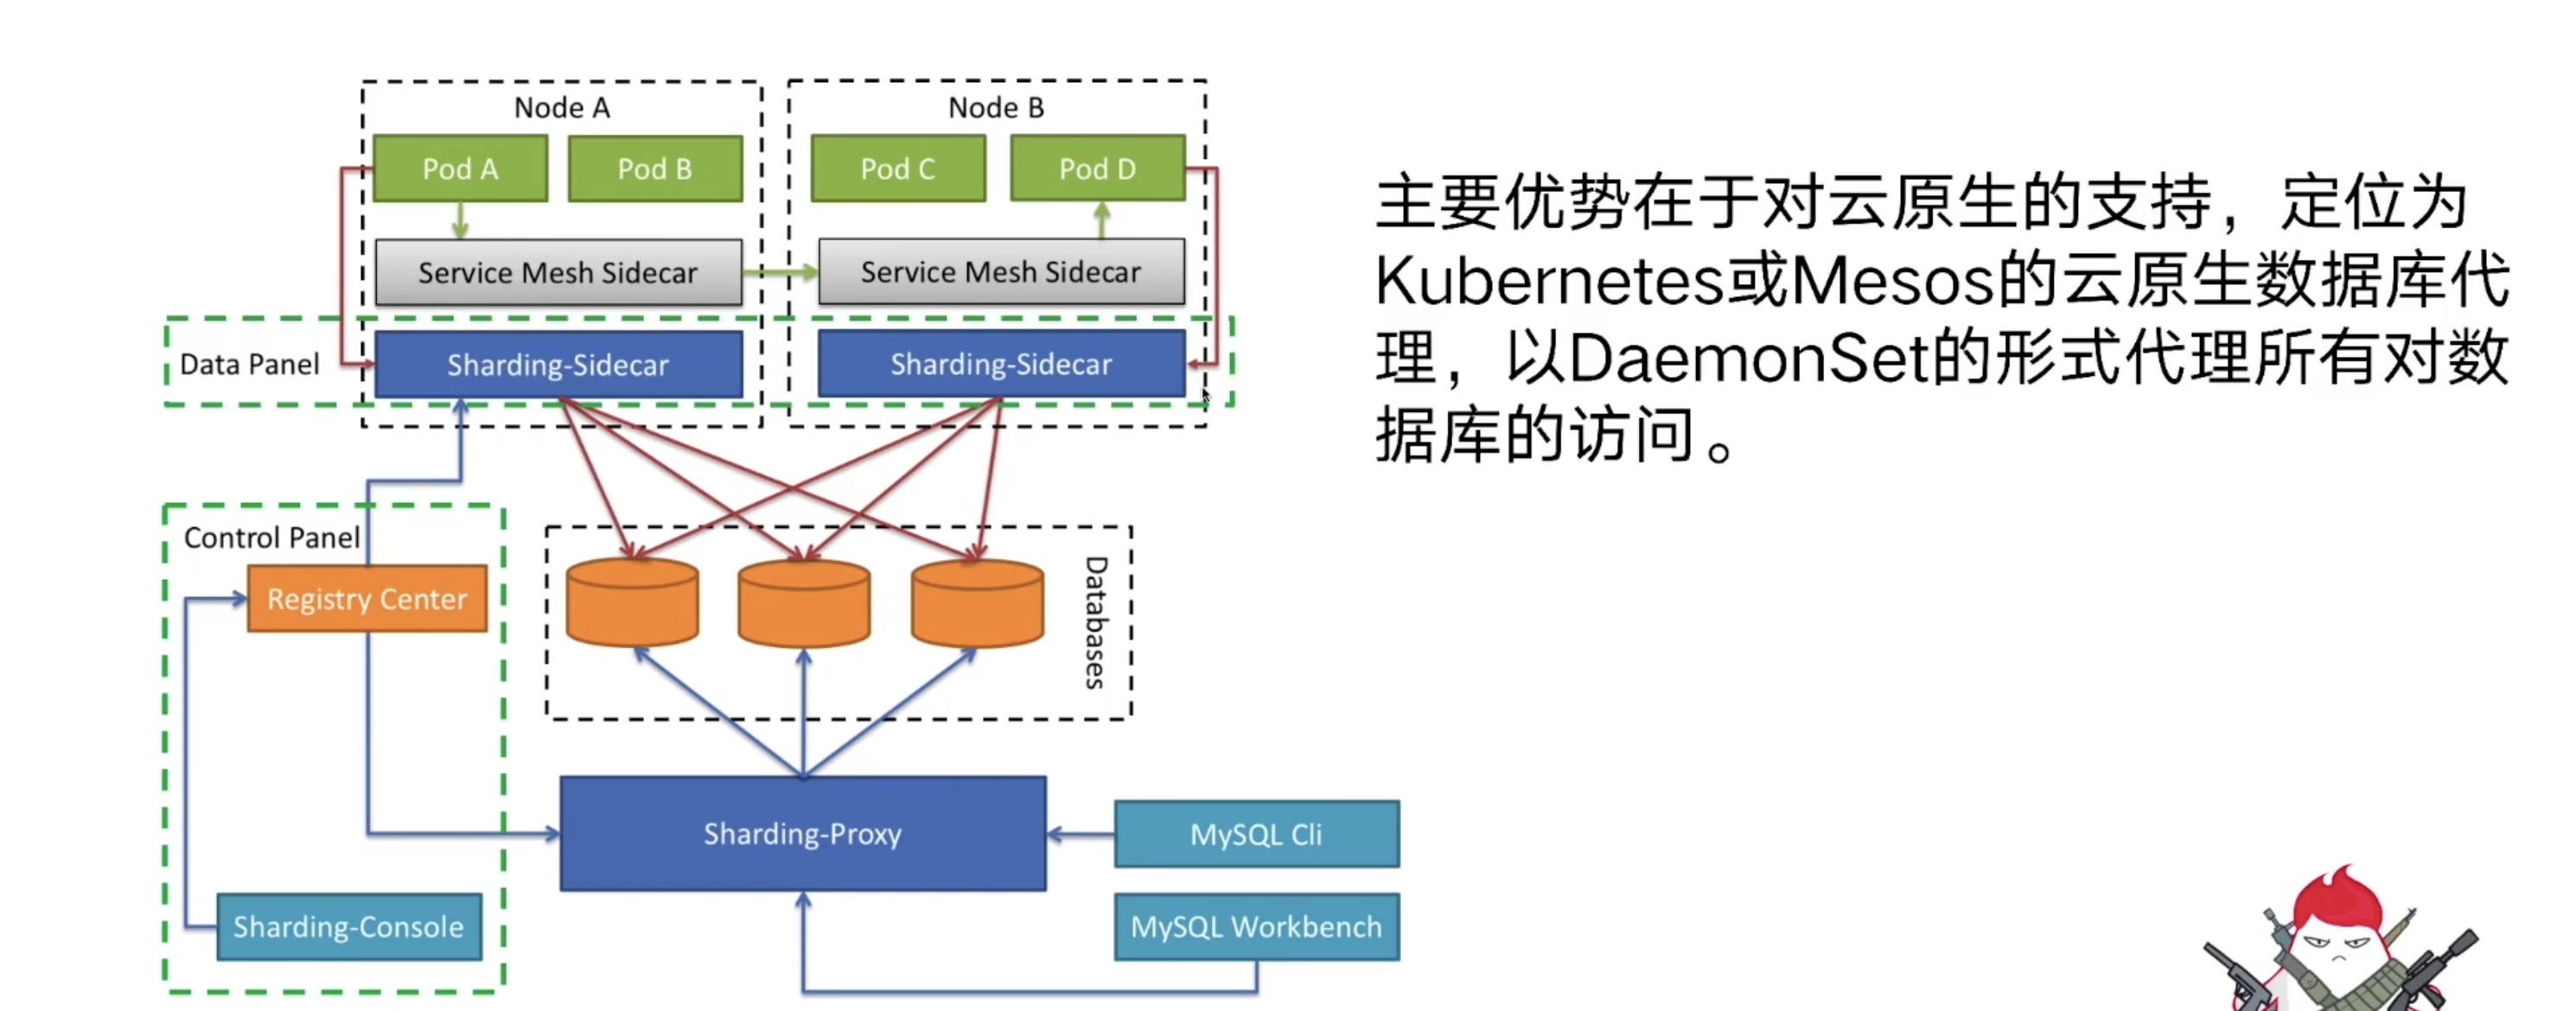 Node A
Node B
Pod A
Pod B
Pod C
Pod D
Service Mesh Sidecar
Service Mesh Sidecar
Data Panel
Sharding-Sidecar
Sharding-Sidecar
Control Panel
Registry Center
Databases
Sharding-Proxy
MySQL Cli
Sharding-Console
MySQL Workbench
主要优势在于对云原生的支持，定位为
Kubernetes或Mesos的云原生数据库代
理，以DaemonSet的形式代理所有对数
据库的访问。